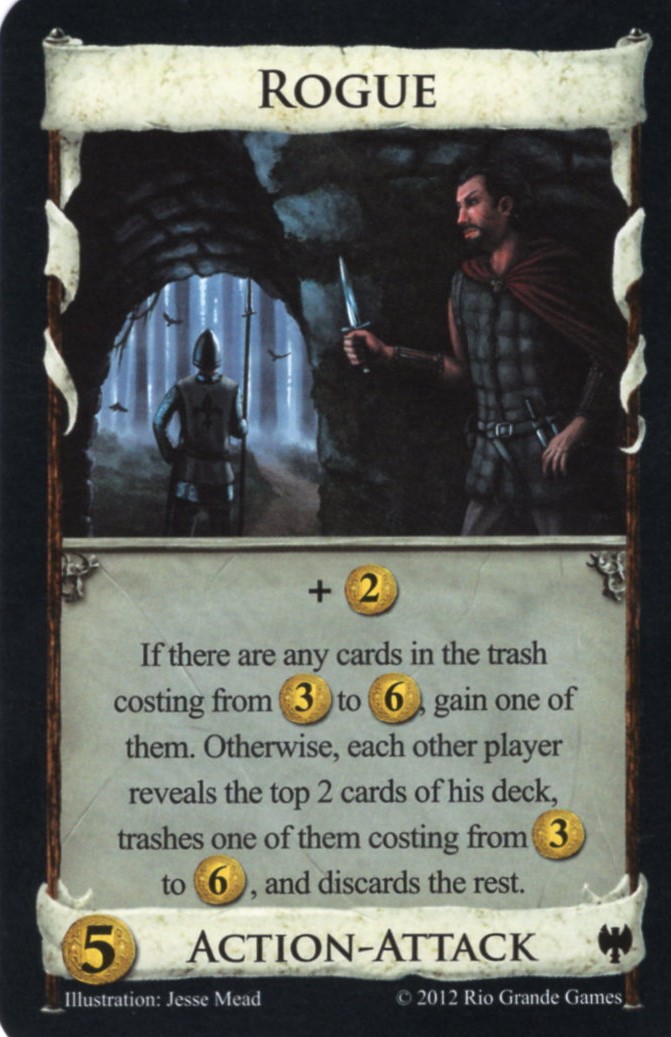 ROGUE
+ 2
If there are any cards in the trash
costing from 3 to 6, gain one of
them. Otherwise, each other player
reveals the top 2 cards of his deck,
trashes one of them costing from 3
to 6, and discards the rest.
5 ACTION-ATTACK
Illustration: Jesse Mead © 2012 Rio Grande Games